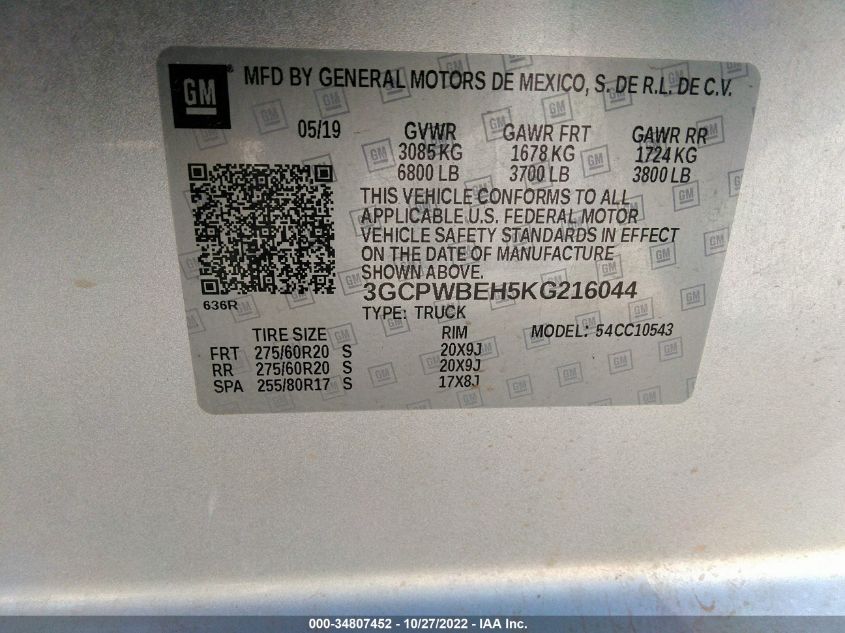 GM ® MFD BY GENERAL MOTORS DE MEXICO, S. DE R.L. DE C.V.
05/19 GVWR GAWR FRT GAWR RR
3085 KG 1678 KG 1724 KG
6800 LB 3700 LB 3800 LB
THIS VEHICLE CONFORMS TO ALL
APPLICABLE U.S. FEDERAL MOTOR
VEHICLE SAFETY STANDARDS IN EFFECT
ON THE DATE OF MANUFACTURE
SHOWN ABOVE.
3GCPWBEH5KG216044
636R
TYPE: TRUCK
TIRE SIZE RIM MODEL: 54CC10543
FRT 275/60R20 S 20X9J
RR 275/60R20 S 20X9J
SPA 255/80R17 S 17X8J
000-34807452 - 10/27/2022 - IAA Inc.